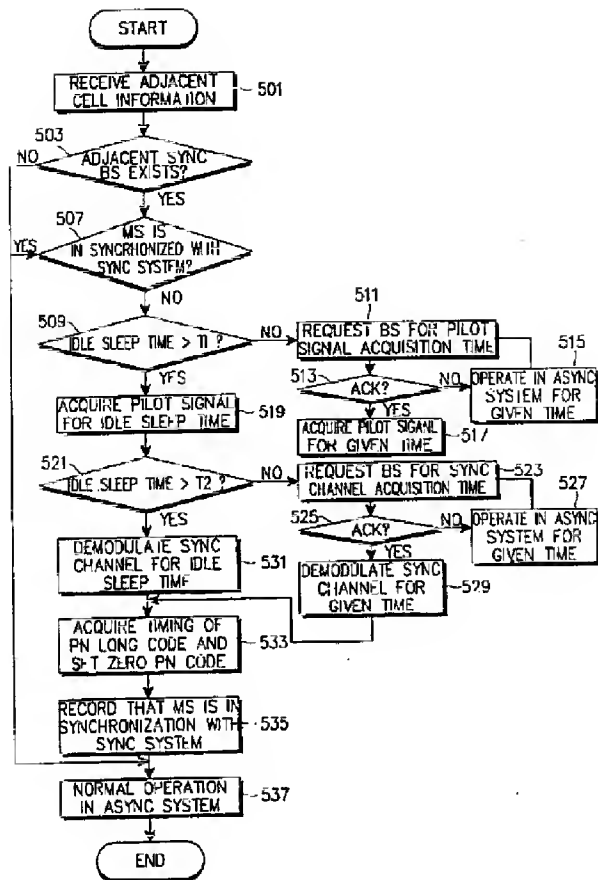 START
RECEIVE ADJACENT
CELL INFORMATION
501
503
NO
ADJACENT SYNC
BS EXISTS?
YES
507
YES
MS IS
IN SYNCRHONIZED WITH
SYNC SYSTEM?
NO
509
IDLE SLEEP TIME > T1 ?
NO
511
REQUEST BS FOR PILOT
SIGNAL ACQUISITION TIME
513
ACK?
NO
515
OPERATE IN ASYNC
SYSTEM FOR
GIVEN TIME
YES
ACQUIRE PILOT SIGANL
FOR GIVEN TIME
517
YES
ACQUIRE PILOT SIGNAL
FOR IDLE SLEEP TIME
519
521
IDLE SLEEP TIME > T2 ?
NO
REQUEST BS FOR SYNC
CHANNEL ACQUISITION TIME
523
525
ACK?
NO
527
OPERATE IN ASYNC
SYSTEM FOR
GIVEN TIME
YES
DEMODULATE SYNC
CHANNEL FOR
GIVEN TIME
529
YES
DEMODULATE SYNC
CHANNEL FOR IDLE
SLEEP TIME
531
ACQUIRE TIMING OF
PN LONG CODE AND
SET ZERO PN CODE
533
RECORD THAT MS IS IN
SYNCHRONIZATION WITH
SYNC SYSTEM
535
NORMAL OPERATION
IN ASYNC SYSTEM
537
END